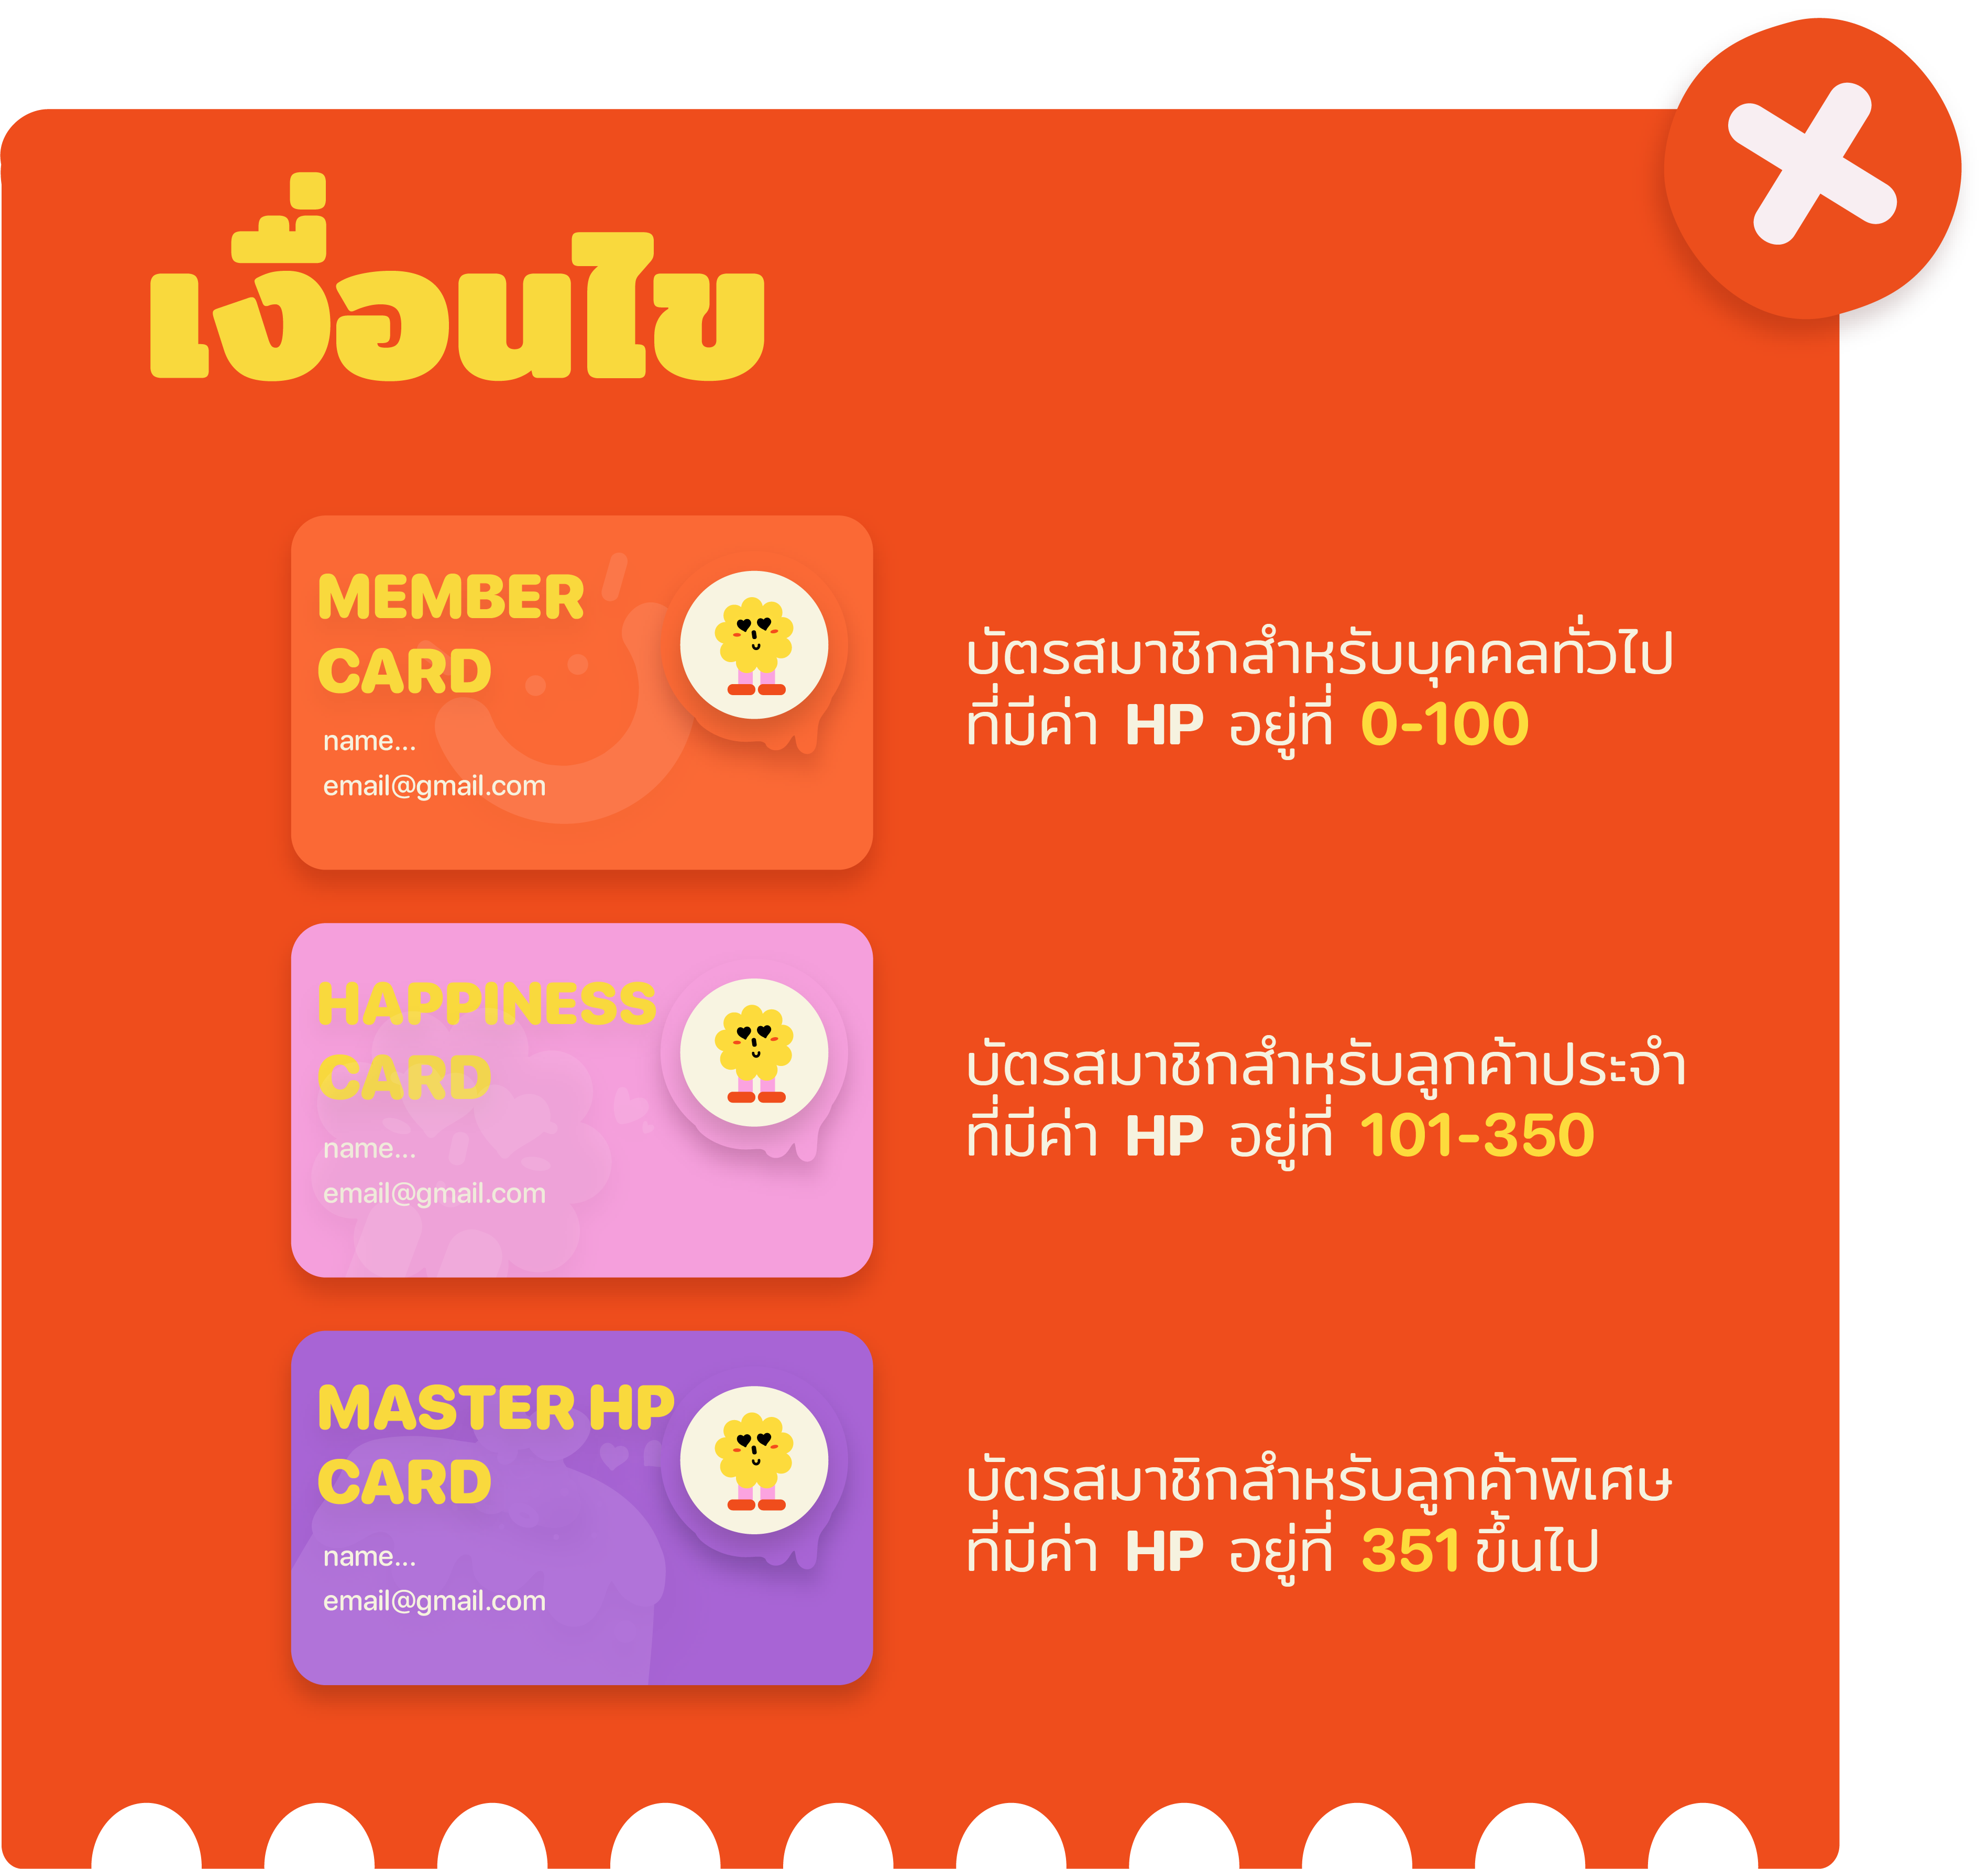 เงื่อนไข
MEMBER
CARD
name...
email@gmail.com
บัตรสมาชิกสำหรับบุคคลทั่วไป
ที่มีค่า HP อยู่ที่ 0-100
HAPPINESS
CARD
name...
email@gmail.com
บัตรสมาชิกสำหรับลูกค้าประจำ
ที่มีค่า HP อยู่ที่ 101-350
MASTER HP
CARD
name...
email@gmail.com
บัตรสมาชิกสำหรับลูกค้าพิเศษ
ที่มีค่า HP อยู่ที่ 351 ขึ้นไป